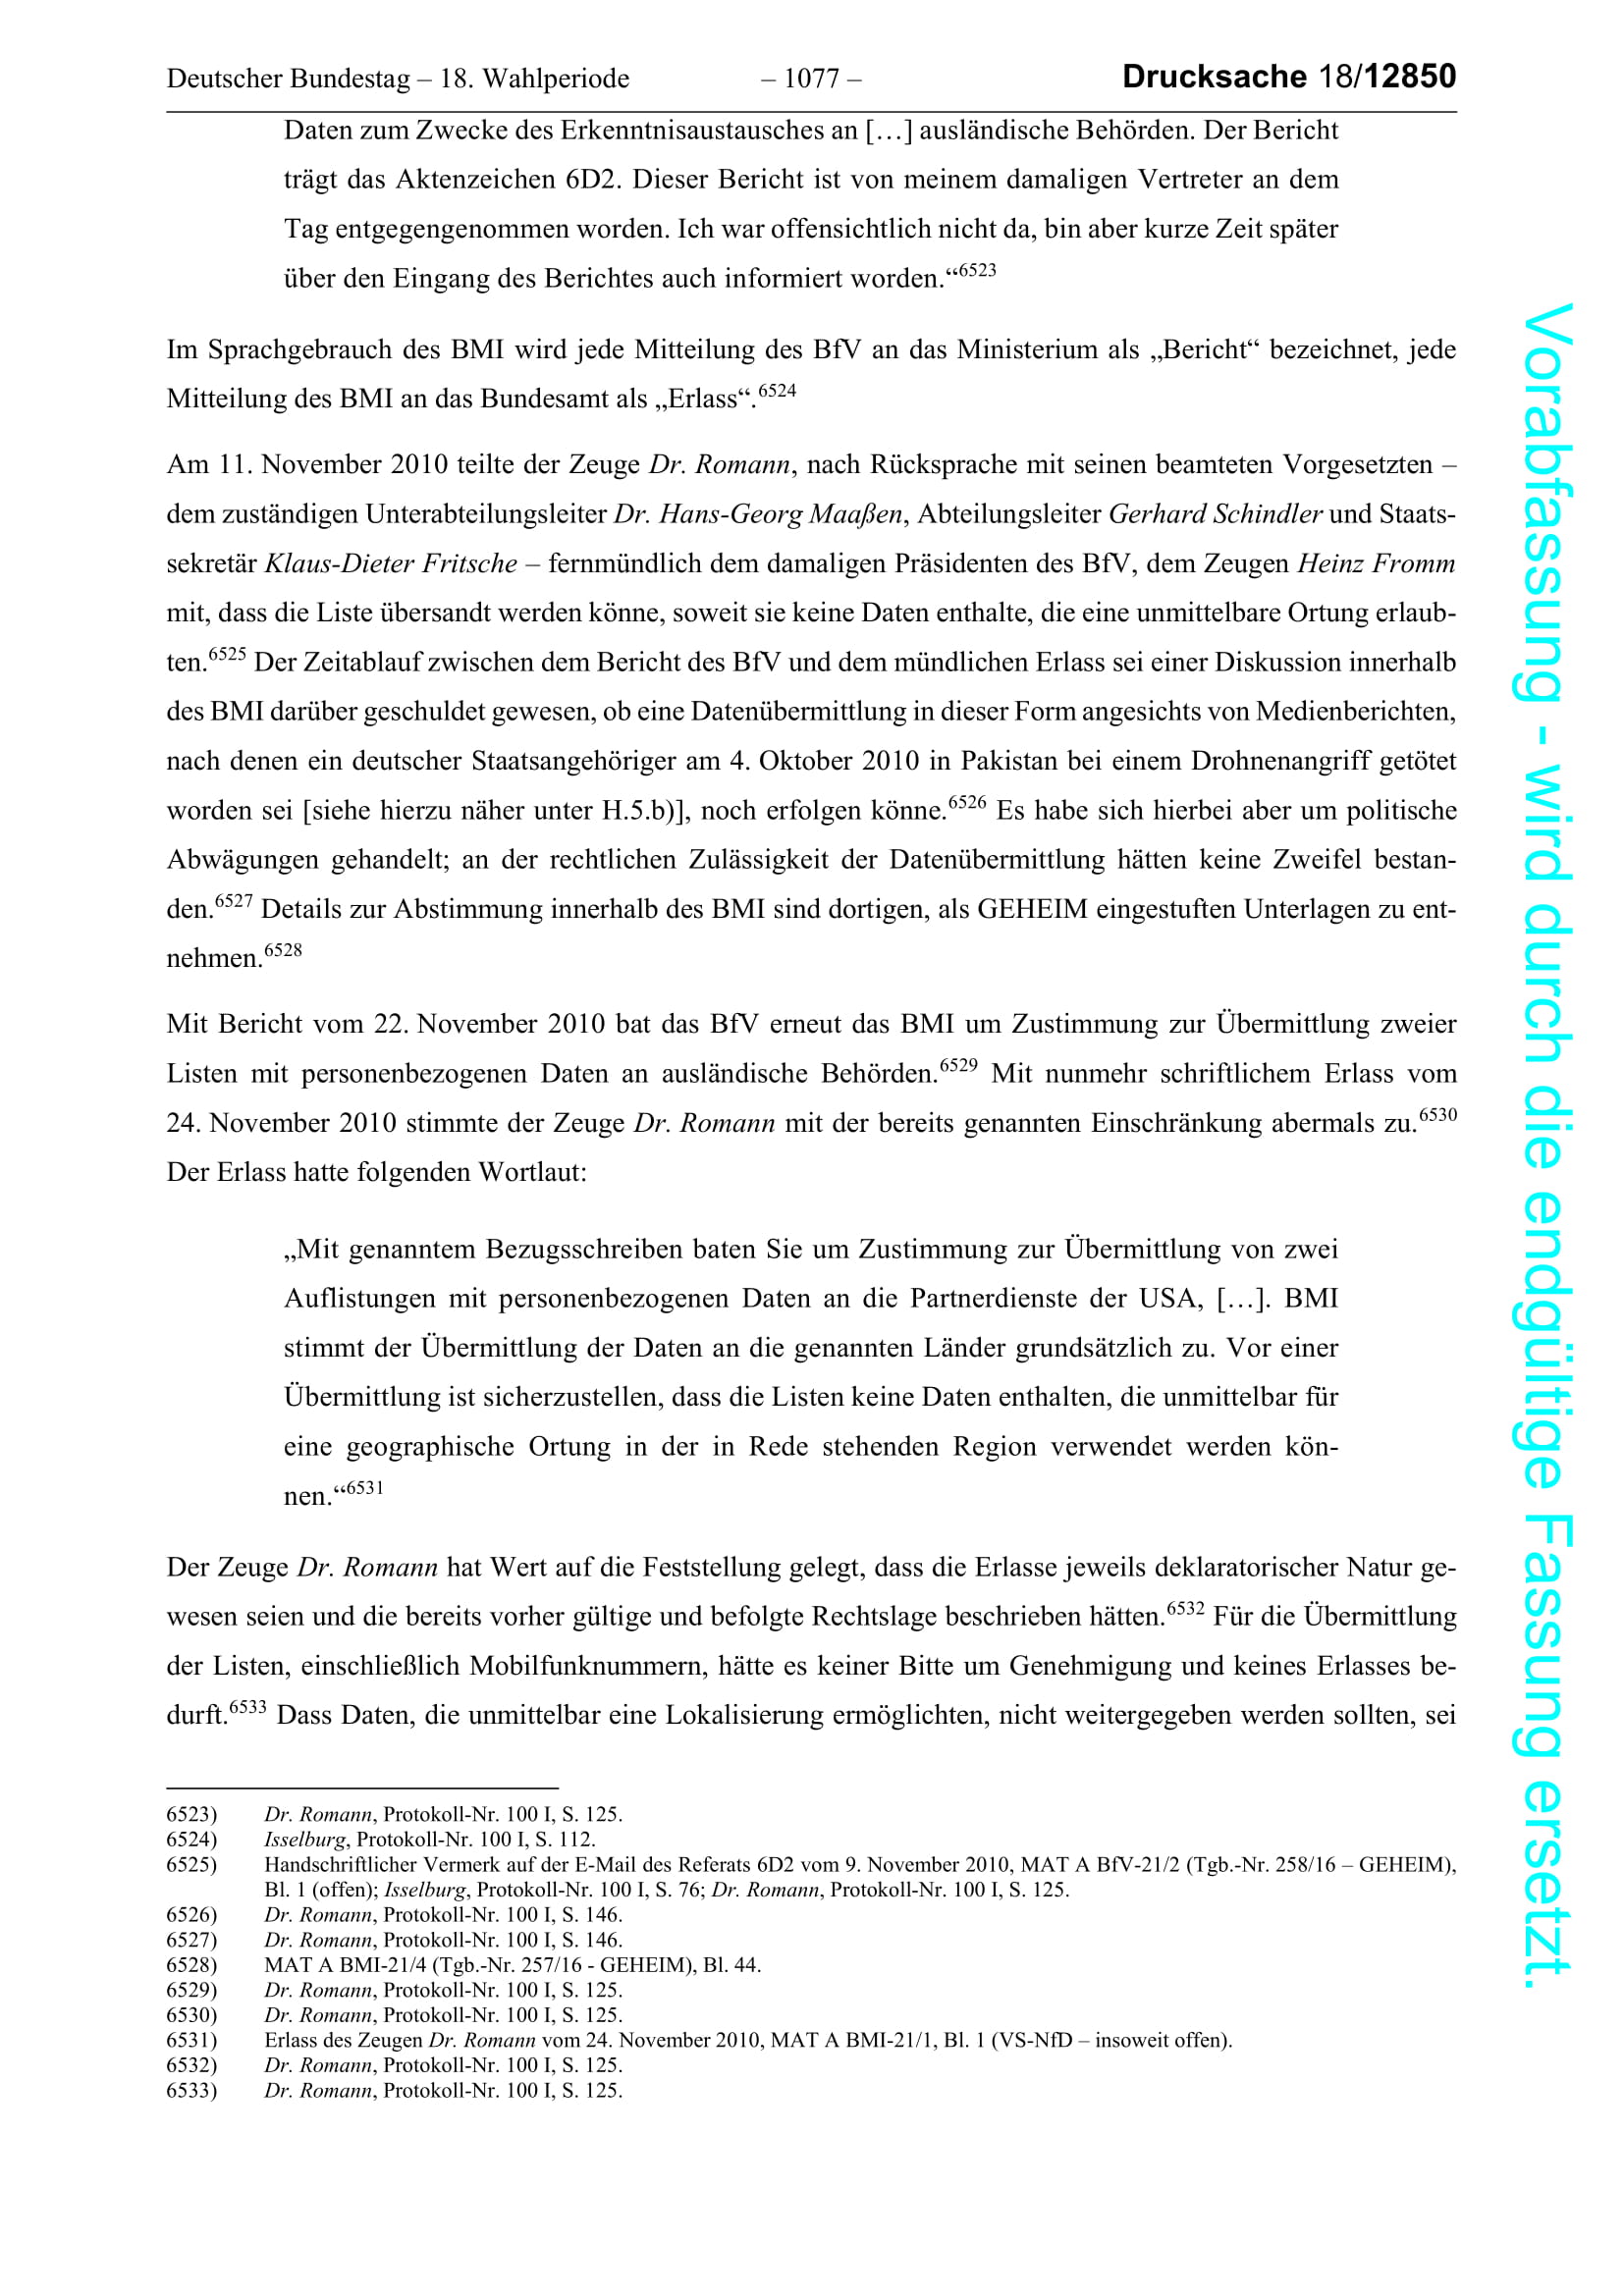 Deutscher Bundestag – 18. Wahlperiode – 1077 – Drucksache 18/12850
Daten zum Zwecke des Erkenntnisaustausches an […] ausländische Behörden. Der Bericht
trägt das Aktenzeichen 6D2. Dieser Bericht ist von meinem damaligen Vertreter an dem
Tag entgegengenommen worden. Ich war offensichtlich nicht da, bin aber kurze Zeit später
über den Eingang des Berichtes auch informiert worden.“6523
Im Sprachgebrauch des BMI wird jede Mitteilung des BfV an das Ministerium als „Bericht“ bezeichnet, jede
Mitteilung des BMI an das Bundesamt als „Erlass“.6524
Am 11. November 2010 teilte der Zeuge Dr. Romann, nach Rücksprache mit seinen beamteten Vorgesetzten –
dem zuständigen Unterabteilungsleiter Dr. Hans-Georg Maaßen, Abteilungsleiter Gerhard Schindler und Staats-
sekretär Klaus-Dieter Fritsche – fernmündlich dem damaligen Präsidenten des BfV, dem Zeugen Heinz Fromm
mit, dass die Liste übersandt werden könne, soweit sie keine Daten enthalte, die eine unmittelbare Ortung erlaub-
ten.6525 Der Zeitablauf zwischen dem Bericht des BfV und dem mündlichen Erlass sei einer Diskussion innerhalb
des BMI darüber geschuldet gewesen, ob eine Datenübermittlung in dieser Form angesichts von Medienberichten,
nach denen ein deutscher Staatsangehöriger am 4. Oktober 2010 in Pakistan bei einem Drohnenangriff getötet
worden sei [siehe hierzu näher unter H.5.b)], noch erfolgen könne.6526 Es habe sich hierbei aber um politische
Abwägungen gehandelt; an der rechtlichen Zulässigkeit der Datenübermittlung hätten keine Zweifel bestan-
den.6527 Details zur Abstimmung innerhalb des BMI sind dortigen, als GEHEIM eingestuften Unterlagen zu ent-
nehmen.6528
Mit Bericht vom 22. November 2010 bat das BfV erneut das BMI um Zustimmung zur Übermittlung zweier
Listen mit personenbezogenen Daten an ausländische Behörden.6529 Mit nunmehr schriftlichem Erlass vom
24. November 2010 stimmte der Zeuge Dr. Romann mit der bereits genannten Einschränkung abermals zu.6530
Der Erlass hatte folgenden Wortlaut:
„Mit genanntem Bezugsschreiben baten Sie um Zustimmung zur Übermittlung von zwei
Auflistungen mit personenbezogenen Daten an die Partnerdienste der USA, […]. BMI
stimmt der Übermittlung der Daten an die genannten Länder grundsätzlich zu. Vor einer
Übermittlung ist sicherzustellen, dass die Listen keine Daten enthalten, die unmittelbar für
eine geographische Ortung in der in Rede stehenden Region verwendet werden kön-
nen.“6531
Der Zeuge Dr. Romann hat Wert auf die Feststellung gelegt, dass die Erlasse jeweils deklaratorischer Natur ge-
wesen seien und die bereits vorher gültige und befolgte Rechtslage beschrieben hätten.6532 Für die Übermittlung
der Listen, einschließlich Mobilfunknummern, hätte es keiner Bitte um Genehmigung und keines Erlasses be-
durft.6533 Dass Daten, die unmittelbar eine Lokalisierung ermöglichten, nicht weitergegeben werden sollten, sei
6523) Dr. Romann, Protokoll-Nr. 100 I, S. 125.
6524) Isselburg, Protokoll-Nr. 100 I, S. 112.
6525) Handschriftlicher Vermerk auf der E-Mail des Referats 6D2 vom 9. November 2010, MAT A BfV-21/2 (Tgb.-Nr. 258/16 – GEHEIM),
Bl. 1 (offen); Isselburg, Protokoll-Nr. 100 I, S. 76; Dr. Romann, Protokoll-Nr. 100 I, S. 125.
6526) Dr. Romann, Protokoll-Nr. 100 I, S. 146.
6527) Dr. Romann, Protokoll-Nr. 100 I, S. 146.
6528) MAT A BMI-21/4 (Tgb.-Nr. 257/16 - GEHEIM), Bl. 44.
6529) Dr. Romann, Protokoll-Nr. 100 I, S. 125.
6530) Dr. Romann, Protokoll-Nr. 100 I, S. 125.
6531) Erlass des Zeugen Dr. Romann vom 24. November 2010, MAT A BMI-21/1, Bl. 1 (VS-NfD – insoweit offen).
6532) Dr. Romann, Protokoll-Nr. 100 I, S. 125.
6533) Dr. Romann, Protokoll-Nr. 100 I, S. 125.
Vorabfassung - wird durch die endgültige Fassung ersetzt.